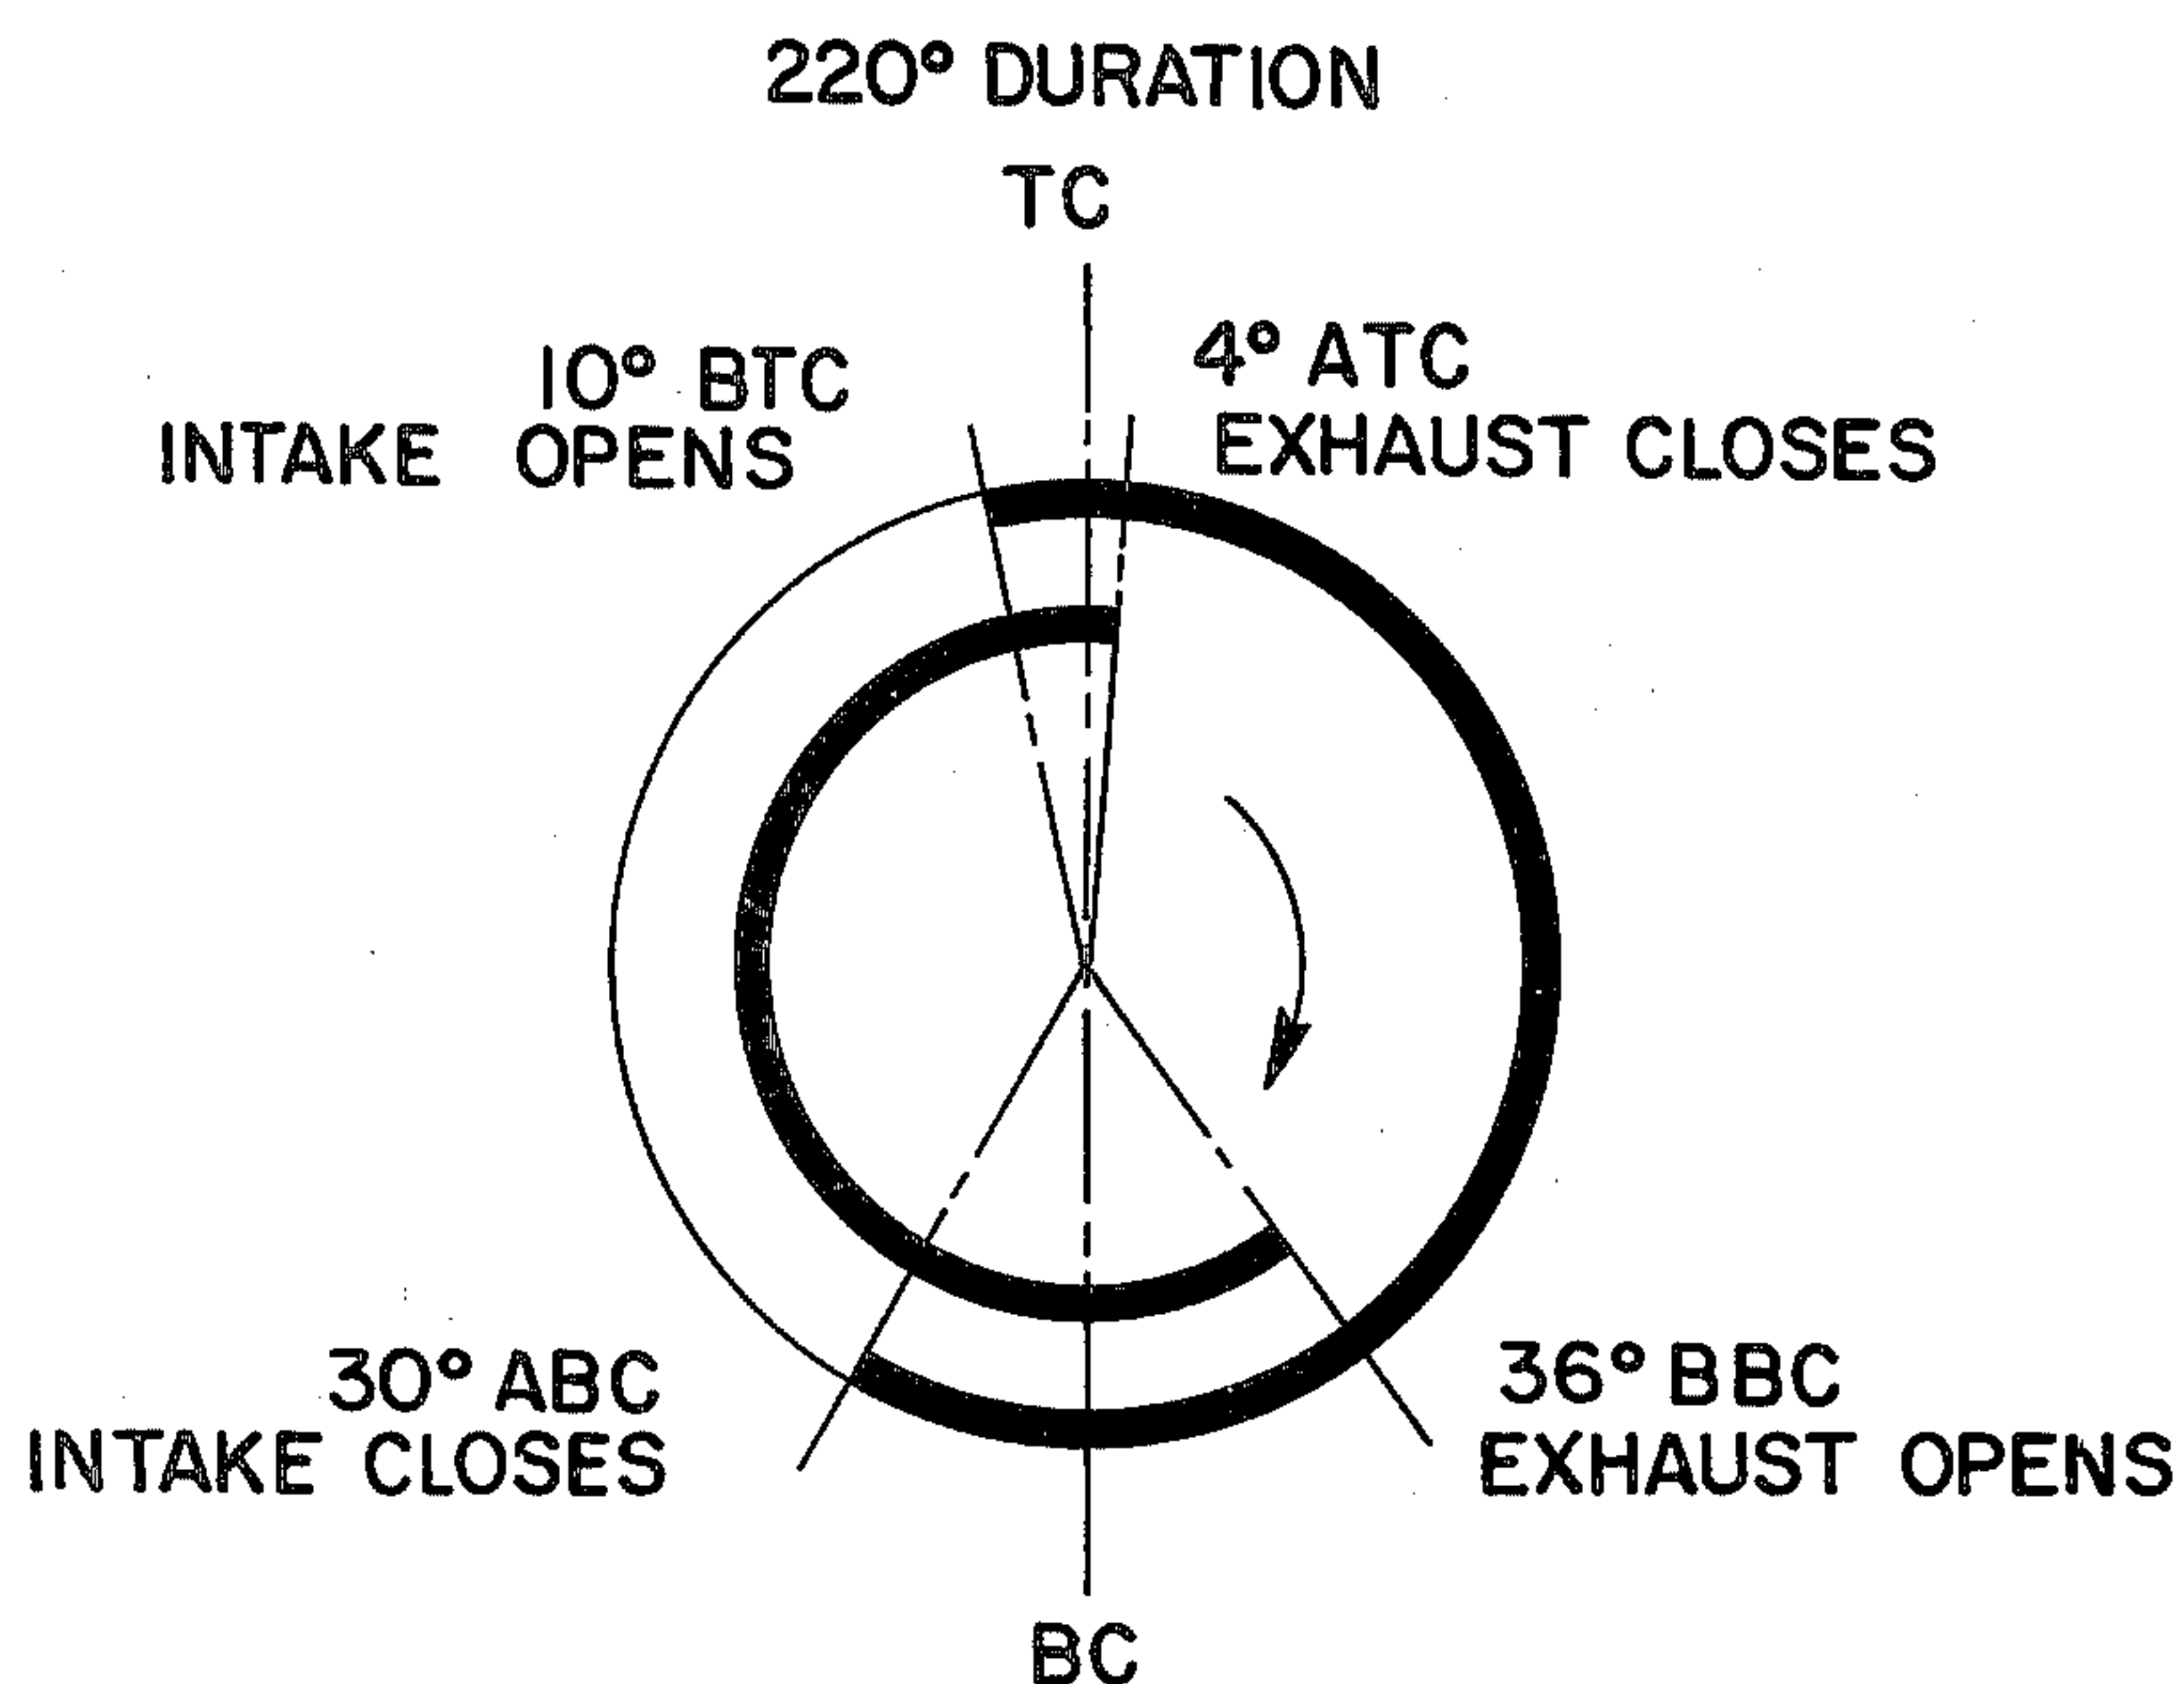 220° DURATION
TC
10° BTC
INTAKE OPENS
4° ATC
EXHAUST CLOSES
30° ABC
INTAKE CLOSES
36° BBC
EXHAUST OPENS
BC